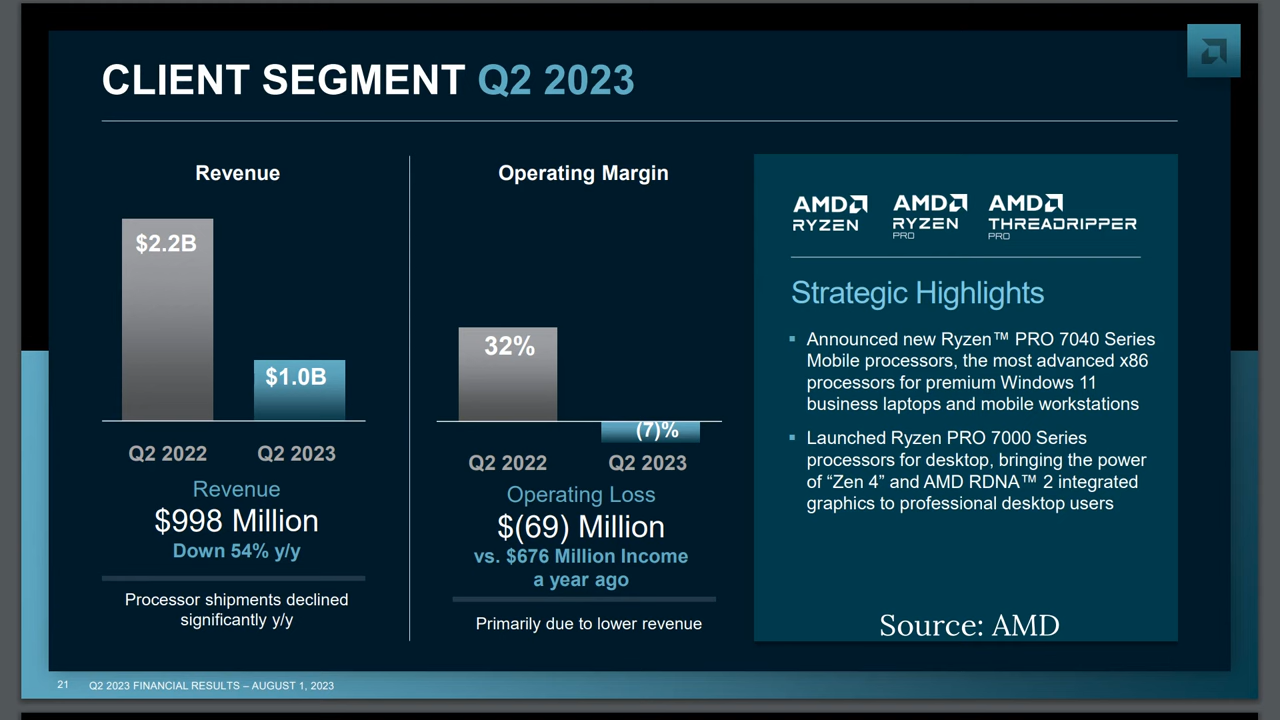 CLIENT SEGMENT Q2 2023
Revenue
$2.2B
$1.0B
Q2 2022
Q2 2023
Revenue
$998 Million
Down 54% y/y
Processor shipments declined
significantly y/y
Operating Margin
32%
(7)%
Q2 2022
Q2 2023
Operating Loss
$(69) Million
vs. $676 Million Income
a year ago
Primarily due to lower revenue
AMD
RYZEN
AMD
RYZEN
PRO
AMD
THREADRIPPER
PRO
Strategic Highlights
Announced new Ryzen™ PRO 7040 Series
Mobile processors, the most advanced x86
processors for premium Windows 11
business laptops and mobile workstations
Launched Ryzen PRO 7000 Series
processors for desktop, bringing the power
of “Zen 4” and AMD RDNA™ 2 integrated
graphics to professional desktop users
Source: AMD
21 Q2 2023 FINANCIAL RESULTS – AUGUST 1, 2023